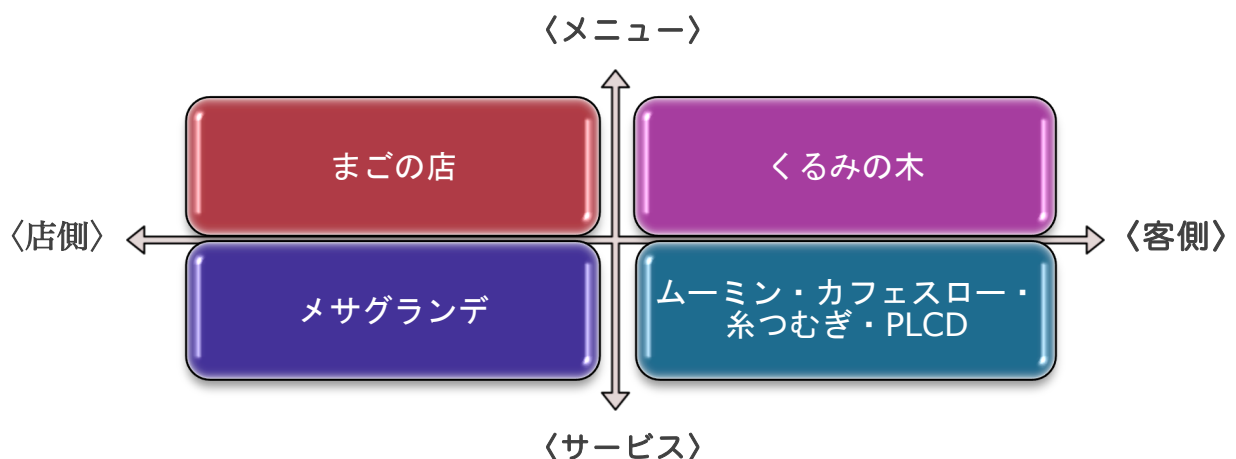 〈メニュー〉
まごの店
くるみの木
〈店側〉
〈客側〉
メサグランデ
ムーミン・カフェスロー・
糸つむぎ・PLCD
〈サービス〉